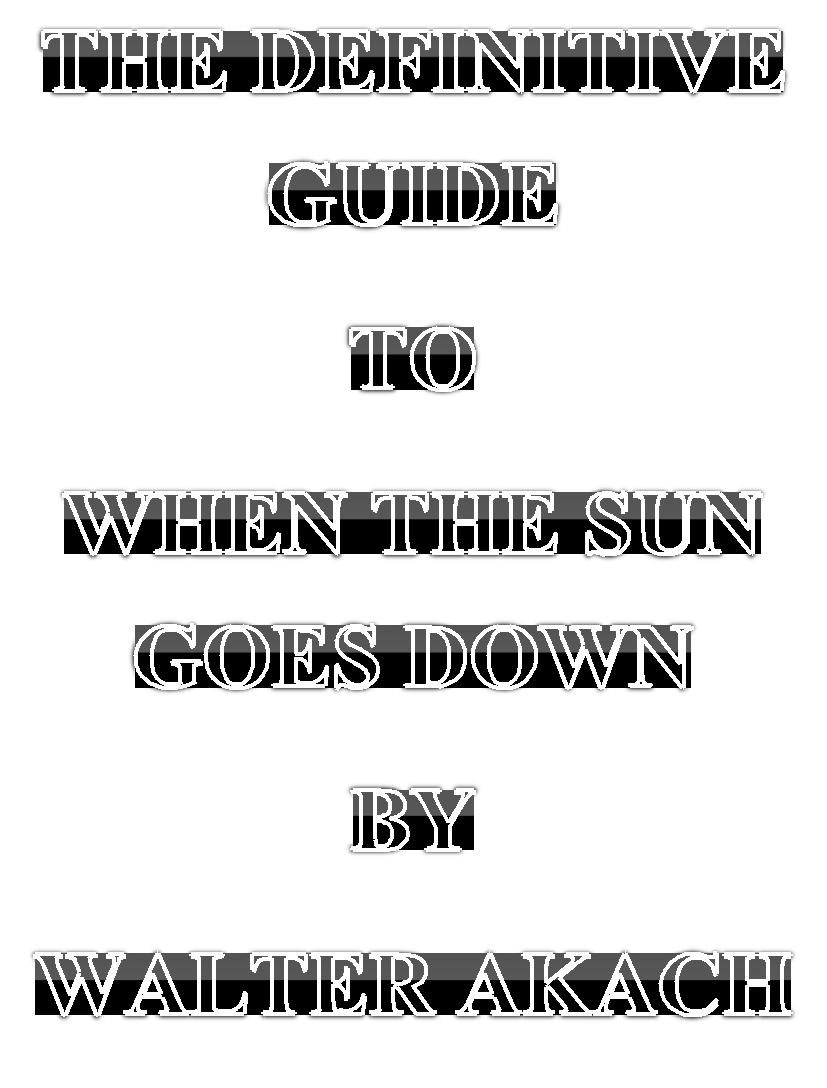 THE DEFINITIVE
GUIDE
TO
WHEN THE SUN
GOES DOWN
BY
WALTER AKACH